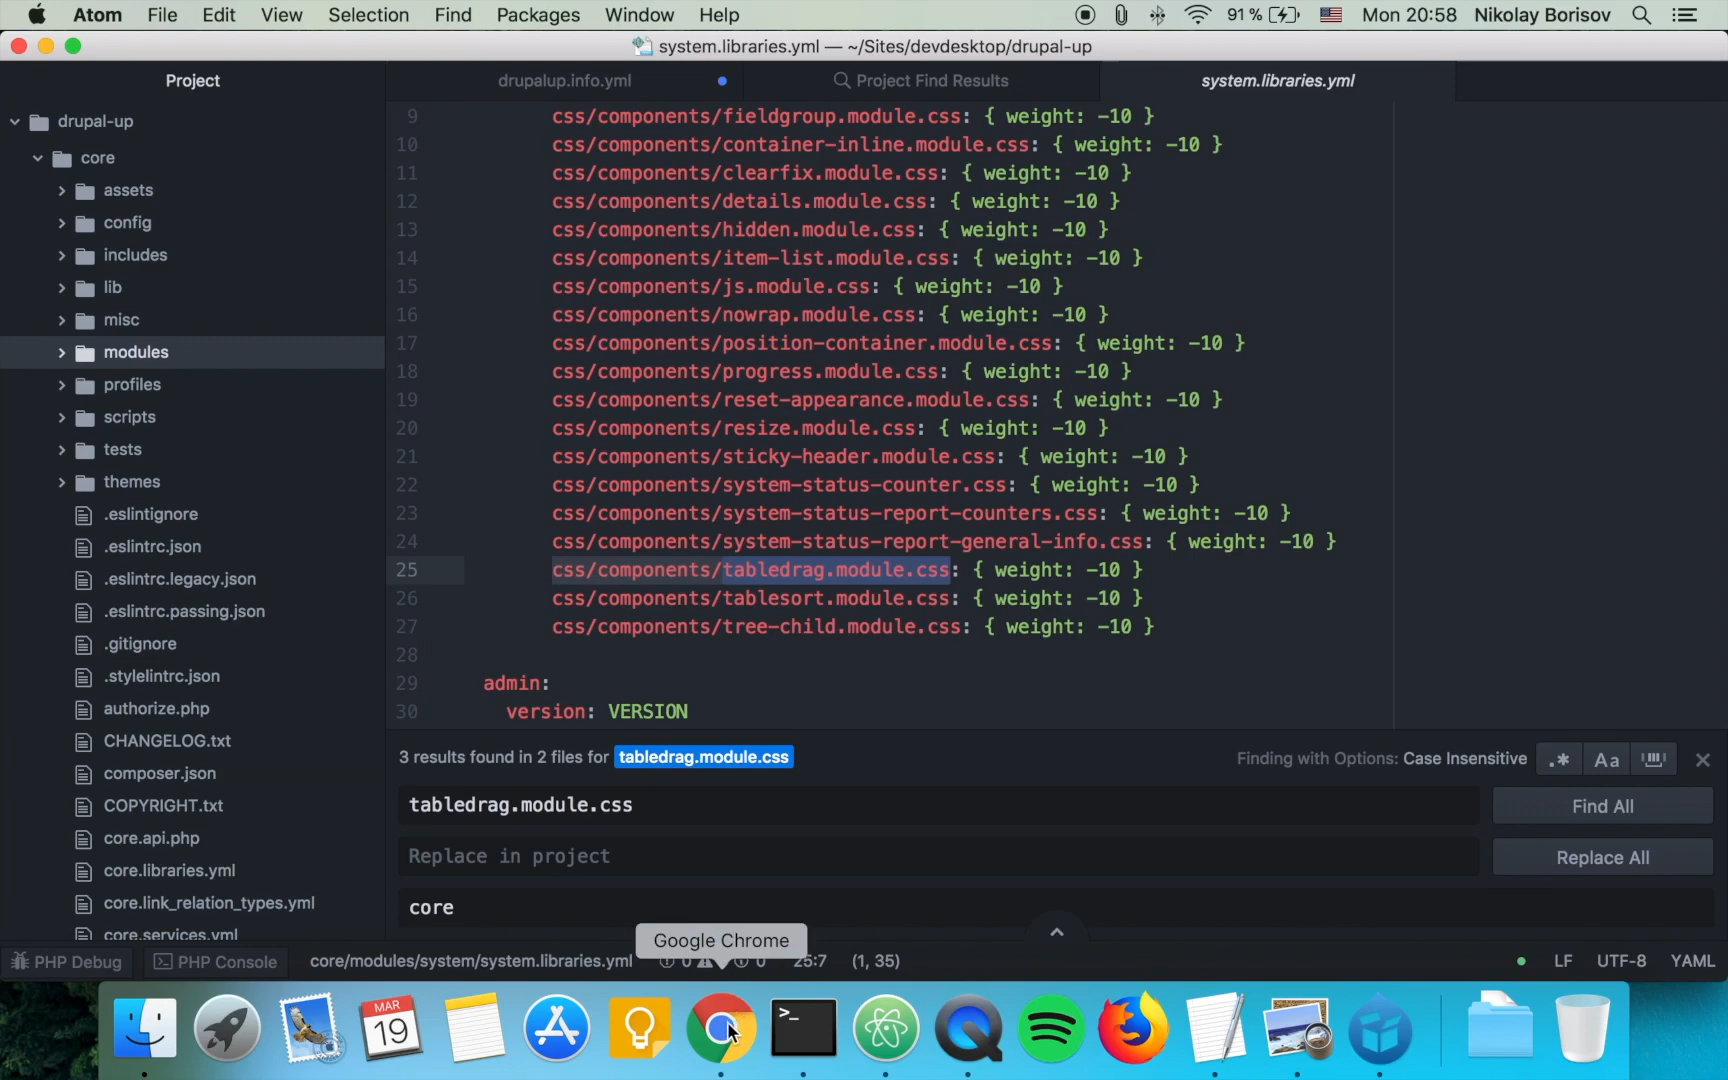 Atom File Edit View Selection Find Packages Window Help 91 % Mon 20:58 Nikolay Borisov
system.libraries.yml — ~/Sites/devdesktop/drupal-up
Project
drupalup.info.yml
Project Find Results
system.libraries.yml
drupal-up
core
assets
config
includes
lib
misc
modules
profiles
scripts
tests
themes
.eslintignore
.eslintrc.json
.eslintrc.legacy.json
.eslintrc.passing.json
.gitignore
.stylelintrc.json
authorize.php
CHANGELOG.txt
composer.json
COPYRIGHT.txt
core.api.php
core.libraries.yml
core.link_relation_types.yml
core.services.yml
9 css/components/fieldgroup.module.css: { weight: -10 }
10 css/components/container-inline.module.css: { weight: -10 }
11 css/components/clearfix.module.css: { weight: -10 }
12 css/components/details.module.css: { weight: -10 }
13 css/components/hidden.module.css: { weight: -10 }
14 css/components/item-list.module.css: { weight: -10 }
15 css/components/js.module.css: { weight: -10 }
16 css/components/nowrap.module.css: { weight: -10 }
17 css/components/position-container.module.css: { weight: -10 }
18 css/components/progress.module.css: { weight: -10 }
19 css/components/reset-appearance.module.css: { weight: -10 }
20 css/components/resize.module.css: { weight: -10 }
21 css/components/sticky-header.module.css: { weight: -10 }
22 css/components/system-status-counter.css: { weight: -10 }
23 css/components/system-status-report-counters.css: { weight: -10 }
24 css/components/system-status-report-general-info.css: { weight: -10 }
25 css/components/tabledrag.module.css: { weight: -10 }
26 css/components/tablesort.module.css: { weight: -10 }
27 css/components/tree-child.module.css: { weight: -10 }
28
29 admin:
30 version: VERSION
3 results found in 2 files for tabledrag.module.css
Finding with Options: Case Insensitive .* Aa
tabledrag.module.css
Find All
Replace in project
Replace All
core
Google Chrome
PHP Debug PHP Console core/modules/system/system.libraries.yml 0 0 25:7 (1, 35) LF UTF-8 YAML
MAR
19
>_